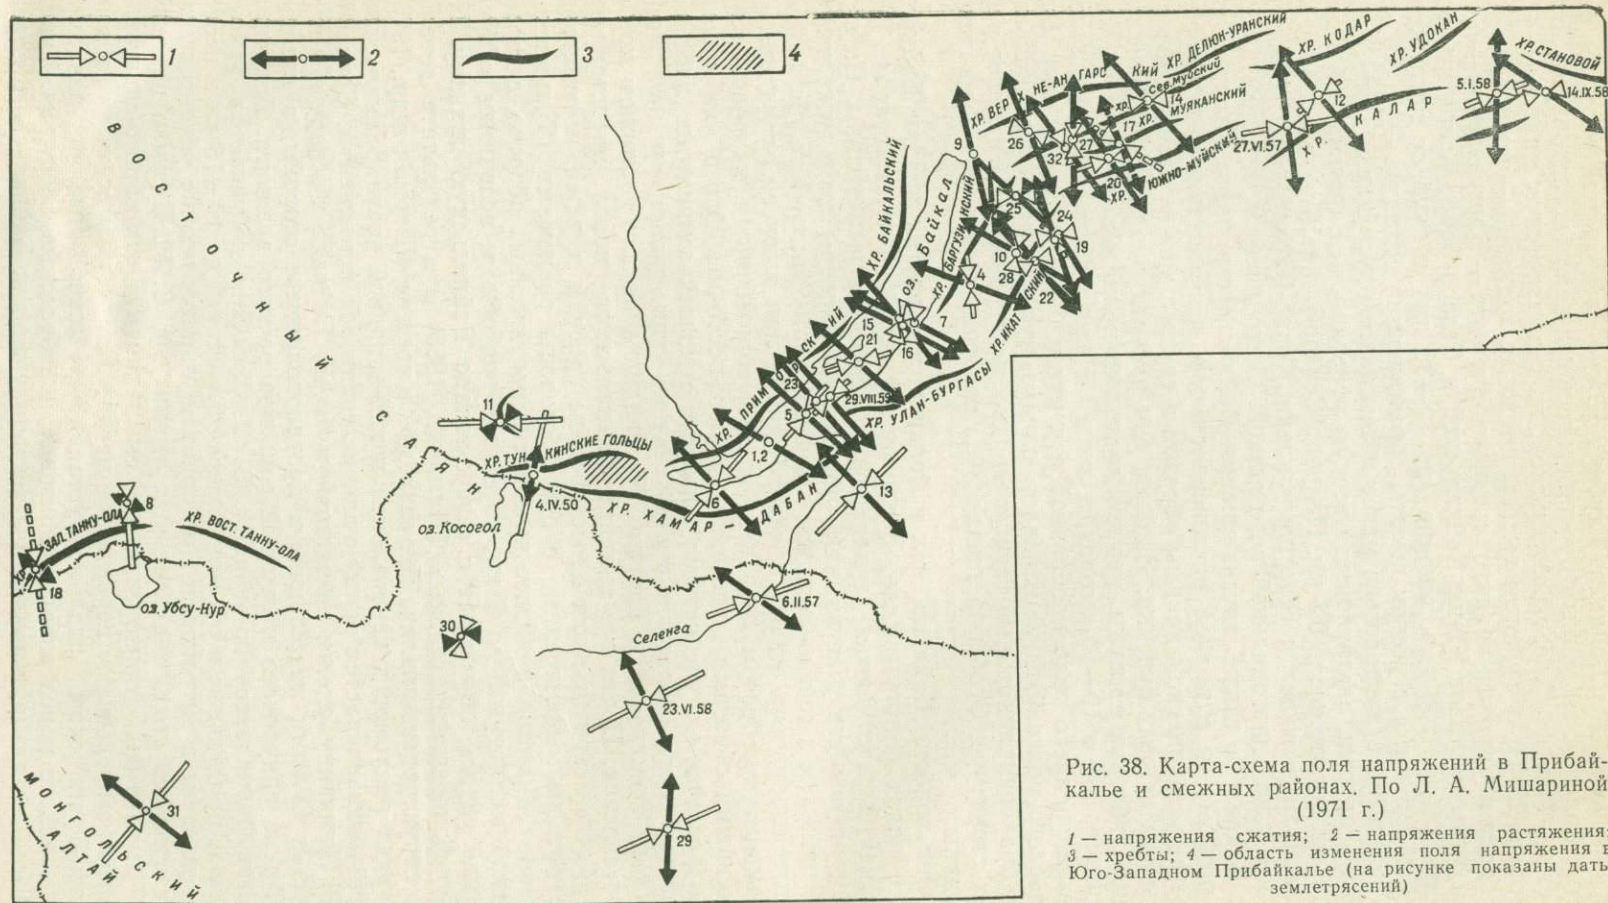 1 2 3 4
ВОСТОЧНЫЙ САЯН
ХР. ВЕРХНЕ-АНГАРСКИЙ
ХР. ДЕЛЮН-УРАНСКИЙ
ХР. СЕВ. МУЙСКИЙ
ХР. МУЯКАНСКИЙ
ХР. ЮЖНО-МУЙСКИЙ
ХР. КОДАР
ХР. УДОКАН
ХР. СТАНОВОЙ
ХР. КАЛАР
5.I.58
14.IX.58
27.VI.57
12
14
17
9
26
27
32
20
25
24
19
10
28
22
4
ХР. БАЙКАЛЬСКИЙ
оз. Байкал
ХР. БАРГУЗИНСКИЙ
ХР. ИКАТСКИЙ
15
7
16
21
23
29.VIII.59
5
ХР. ПРИМОРСКИЙ
ХР. УЛАН-БУРГАСЫ
1,2
13
6
11
ХР. ТУНКИНСКИЕ ГОЛЬЦЫ
4.IV.50
оз. Косогол
ХР. ХАМАР-ДАБАН
8
ХР. ЗАП. ТАННУ-ОЛА
ХР. ВОСТ. ТАННУ-ОЛА
18
оз. Убсу-Нур
30
6.II.57
Селенга
23.VI.58
31
29
МОНГОЛЬСКИЙ
АЛТАЙ
Рис. 38. Карта-схема поля напряжений в Прибай-
калье и смежных районах. По Л. А. Мишариной
(1971 г.)
1 — напряжения сжатия; 2 — напряжения растяжения;
3 — хребты; 4 — область изменения поля напряжения в
Юго-Западном Прибайкалье (на рисунке показаны даты
землетрясений)